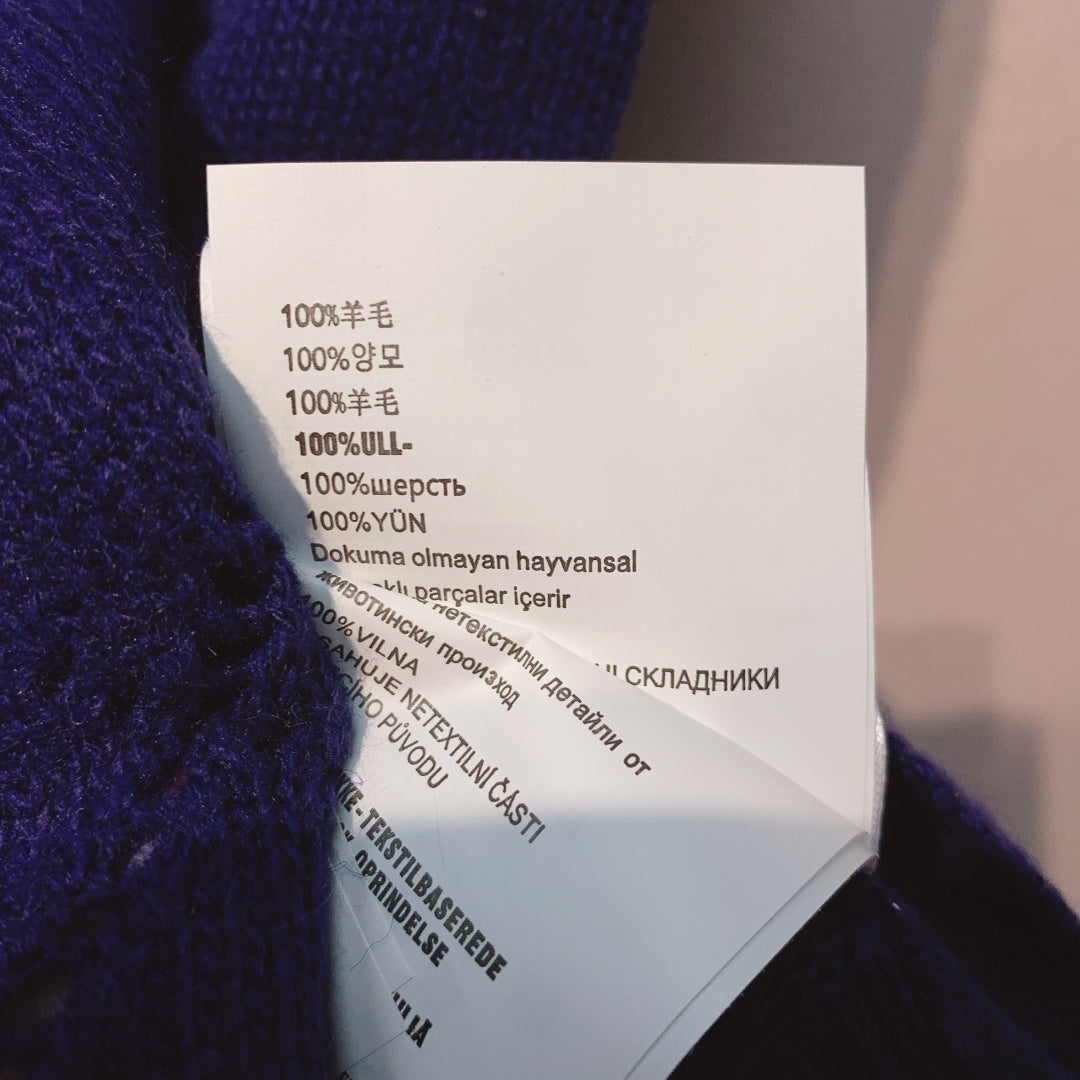 100%羊毛
100%양모
100%羊毛
100%ULL-
100%шерсть
100%YÜN
Dokuma olmayan hayvansal
parçalar içerir
СКЛАДНИКИ
детайли от
животински произход
100% VILNA
NETEXTILNÍ ČÁSTI
PŮVODU
-TEKSTILBASEREDE
OPRINDELSE